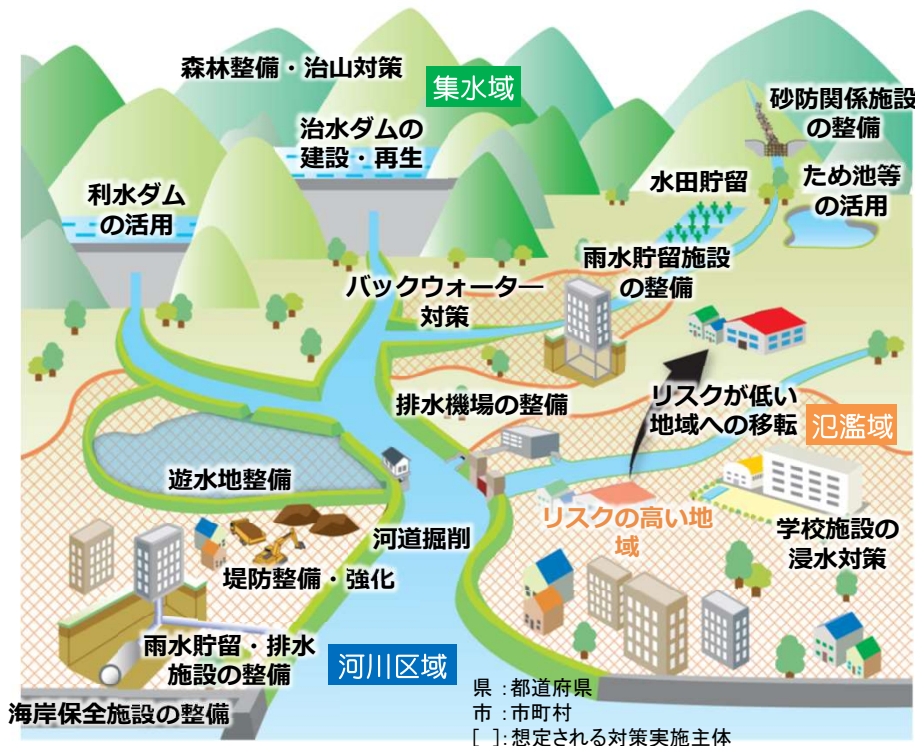 森林整備・治山対策
集水域
砂防関係施設
の整備
治水ダムの
建設・再生
水田貯留
ため池等
の活用
利水ダム
の活用
雨水貯留施設
の整備
バックウォーター
対策
リスクが低い
地域への移転
排水機場の整備
氾濫域
遊水地整備
リスクの高い地
域
学校施設の
浸水対策
河道掘削
堤防整備・強化
雨水貯留・排水
施設の整備
河川区域
海岸保全施設の整備
県：都道府県
市：市町村
[ ]：想定される対策実施主体